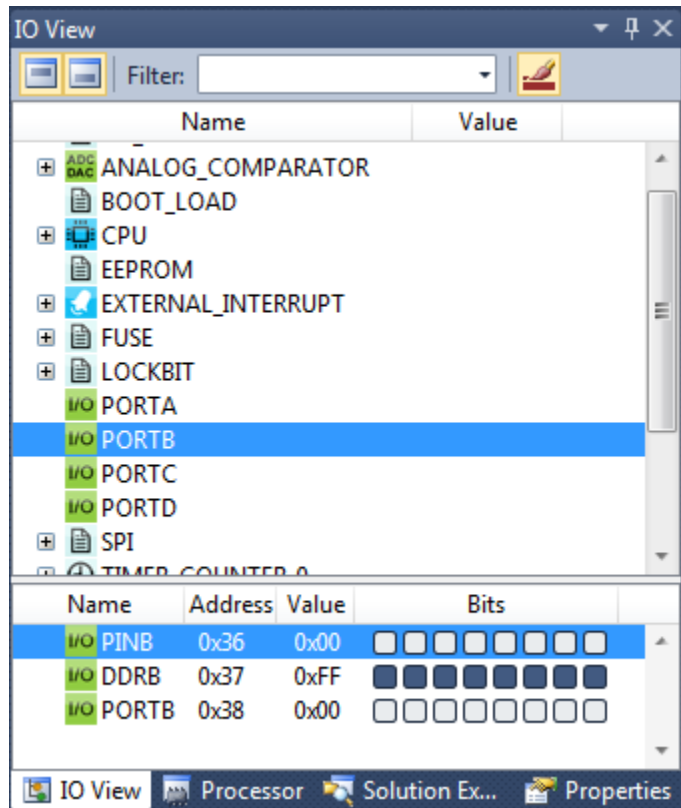 IO View
Filter:
Name Value
ADC DAC ANALOG_COMPARATOR
BOOT_LOAD
CPU
EEPROM
EXTERNAL_INTERRUPT
FUSE
LOCKBIT
I/O PORTA
I/O PORTB
I/O PORTC
I/O PORTD
SPI
TIMER_COUNTER_0
Name Address Value Bits
I/O PINB 0x36 0x00
I/O DDRB 0x37 0xFF
I/O PORTB 0x38 0x00
IO View Processor Solution Ex... Properties